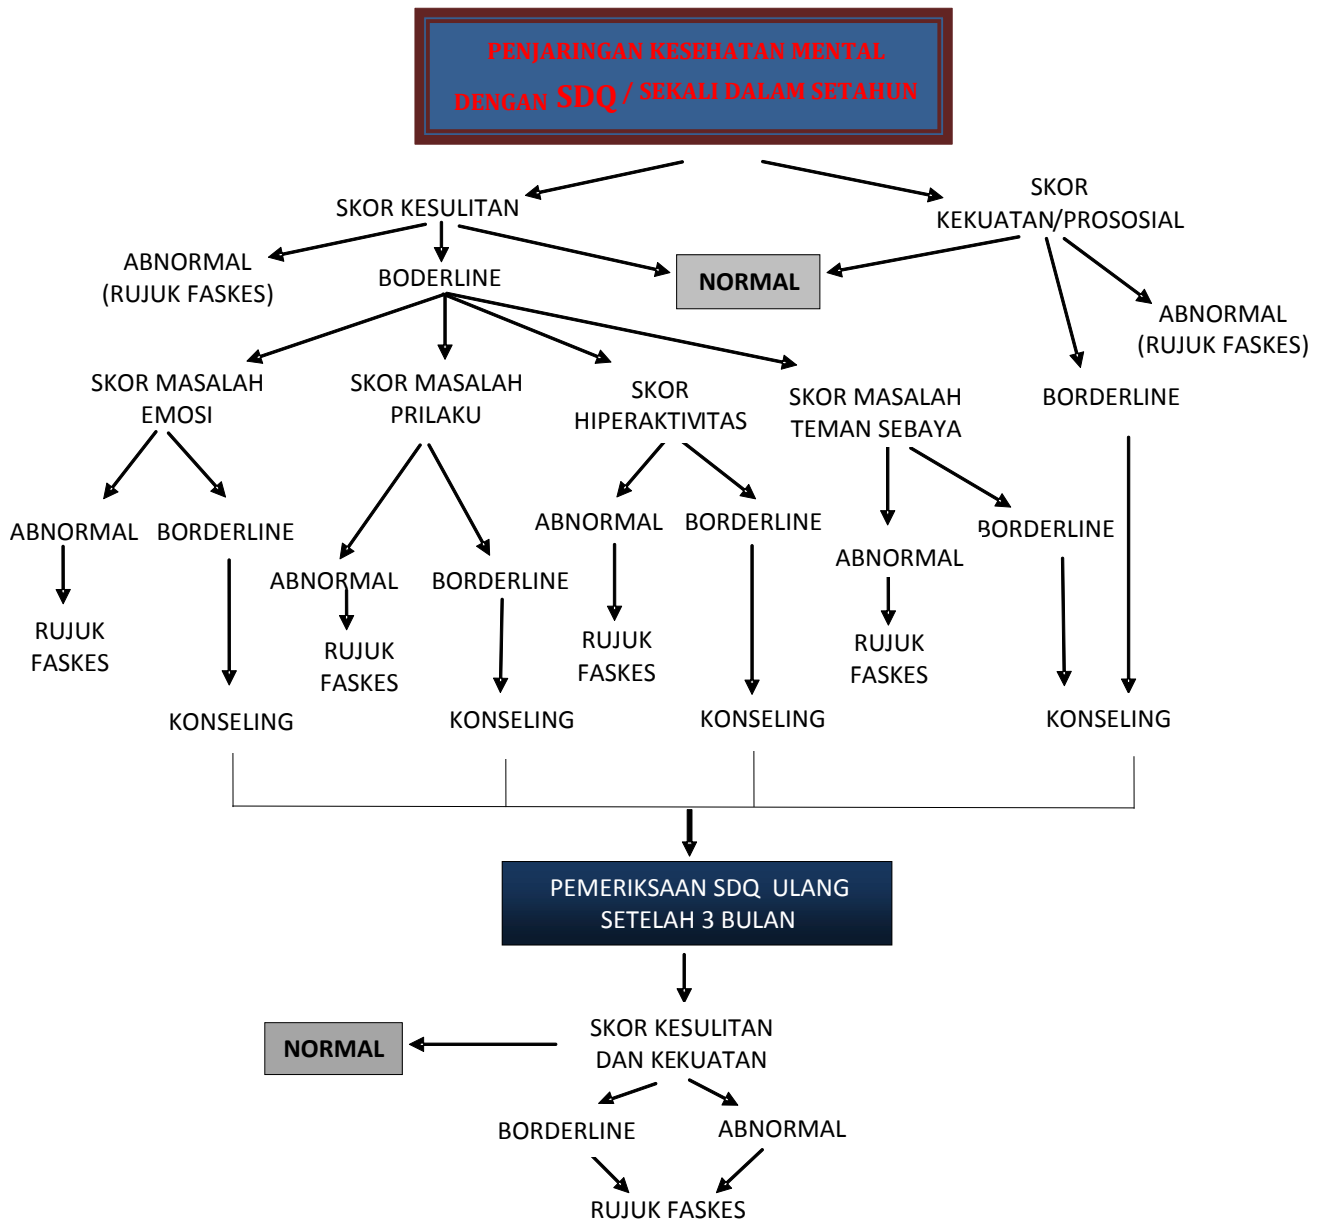 PENJARINGAN KESEHATAN MENTAL
DENGAN SDQ / SEKALI DALAM SETAHUN
SKOR KESULITAN
SKOR
KEKUATAN/PROSOSIAL
ABNORMAL
(RUJUK FASKES)
BODERLINE
NORMAL
ABNORMAL
(RUJUK FASKES)
SKOR MASALAH
EMOSI
SKOR MASALAH
PRILAKU
SKOR
HIPERAKTIVITAS
SKOR MASALAH
TEMAN SEBAYA
BORDERLINE
ABNORMAL
BORDERLINE
ABNORMAL
BORDERLINE
ABNORMAL
BORDERLINE
ABNORMAL
BORDERLINE
RUJUK
FASKES
RUJUK
FASKES
RUJUK
FASKES
RUJUK
FASKES
KONSELING
KONSELING
KONSELING
KONSELING
PEMERIKSAAN SDQ ULANG
SETELAH 3 BULAN
SKOR KESULITAN
DAN KEKUATAN
NORMAL
BORDERLINE
ABNORMAL
RUJUK FASKES